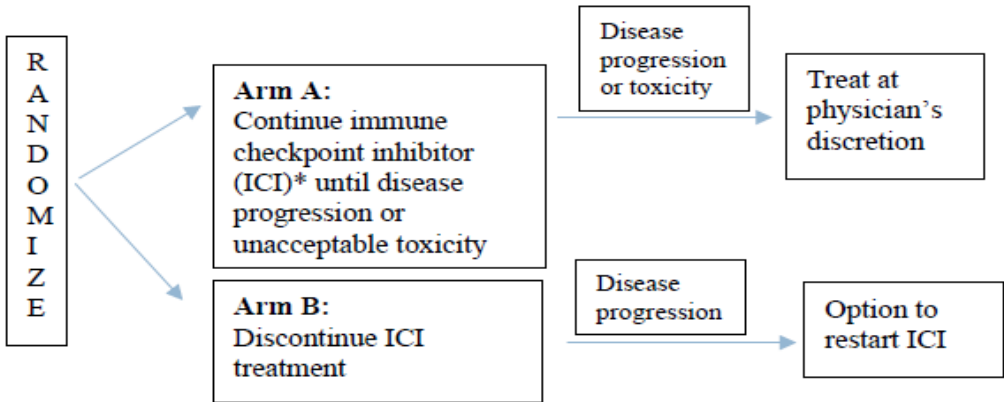 R
A
N
D
O
M
I
Z
E
Arm A:
Continue immune
checkpoint inhibitor
(ICI)* until disease
progression or
unacceptable toxicity
Disease
progression
or toxicity
Treat at
physician’s
discretion
Arm B:
Discontinue ICI
treatment
Disease
progression
Option to
restart ICI